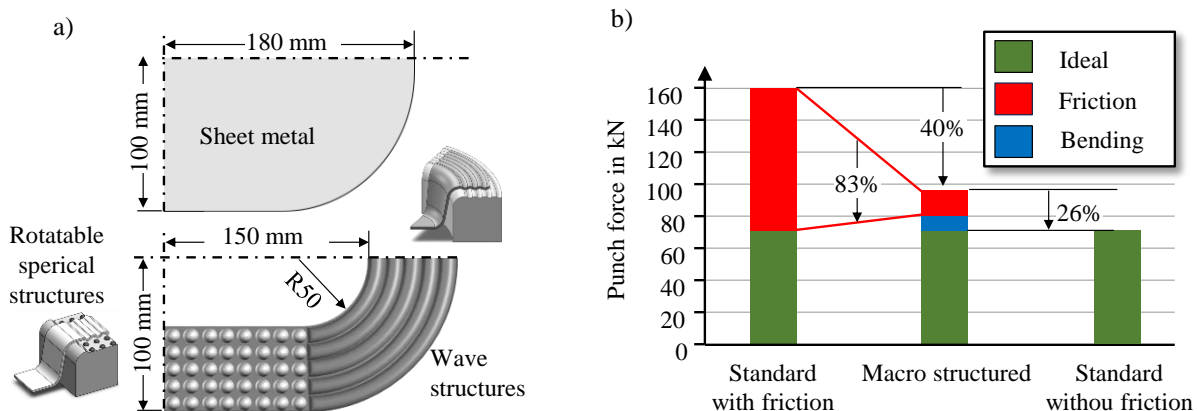 a)
180 mm
100 mm
Sheet metal
150 mm
Rotatable
sperical
structures
100 mm
R50
Wave
structures
b)
Ideal
Friction
Bending
Punch force in kN
160
140
120
100
80
60
40
20
0
40%
83%
26%
Standard
with friction
Macro structured
Standard
withou friction